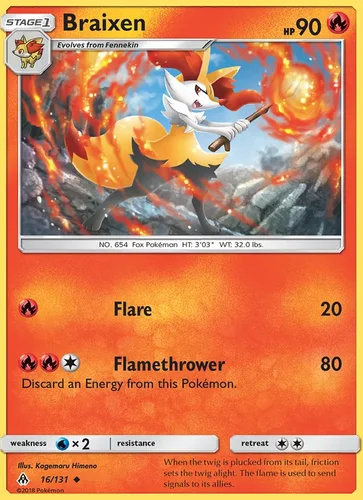 STAGE 1
Braixen
HP 90
Evolves from Fennekin
NO. 654 Fox Pokémon HT: 3'03" WT: 32.0 lbs.
Flare 20
Flamethrower 80
Discard an Energy from this Pokémon.
weakness ×2 resistance retreat
Illus. Kagemaru Himeno
16/131
©2018 Pokémon
When the twig is plucked from its tail, friction
sets the twig alight. The flame is used to send
signals to its allies.